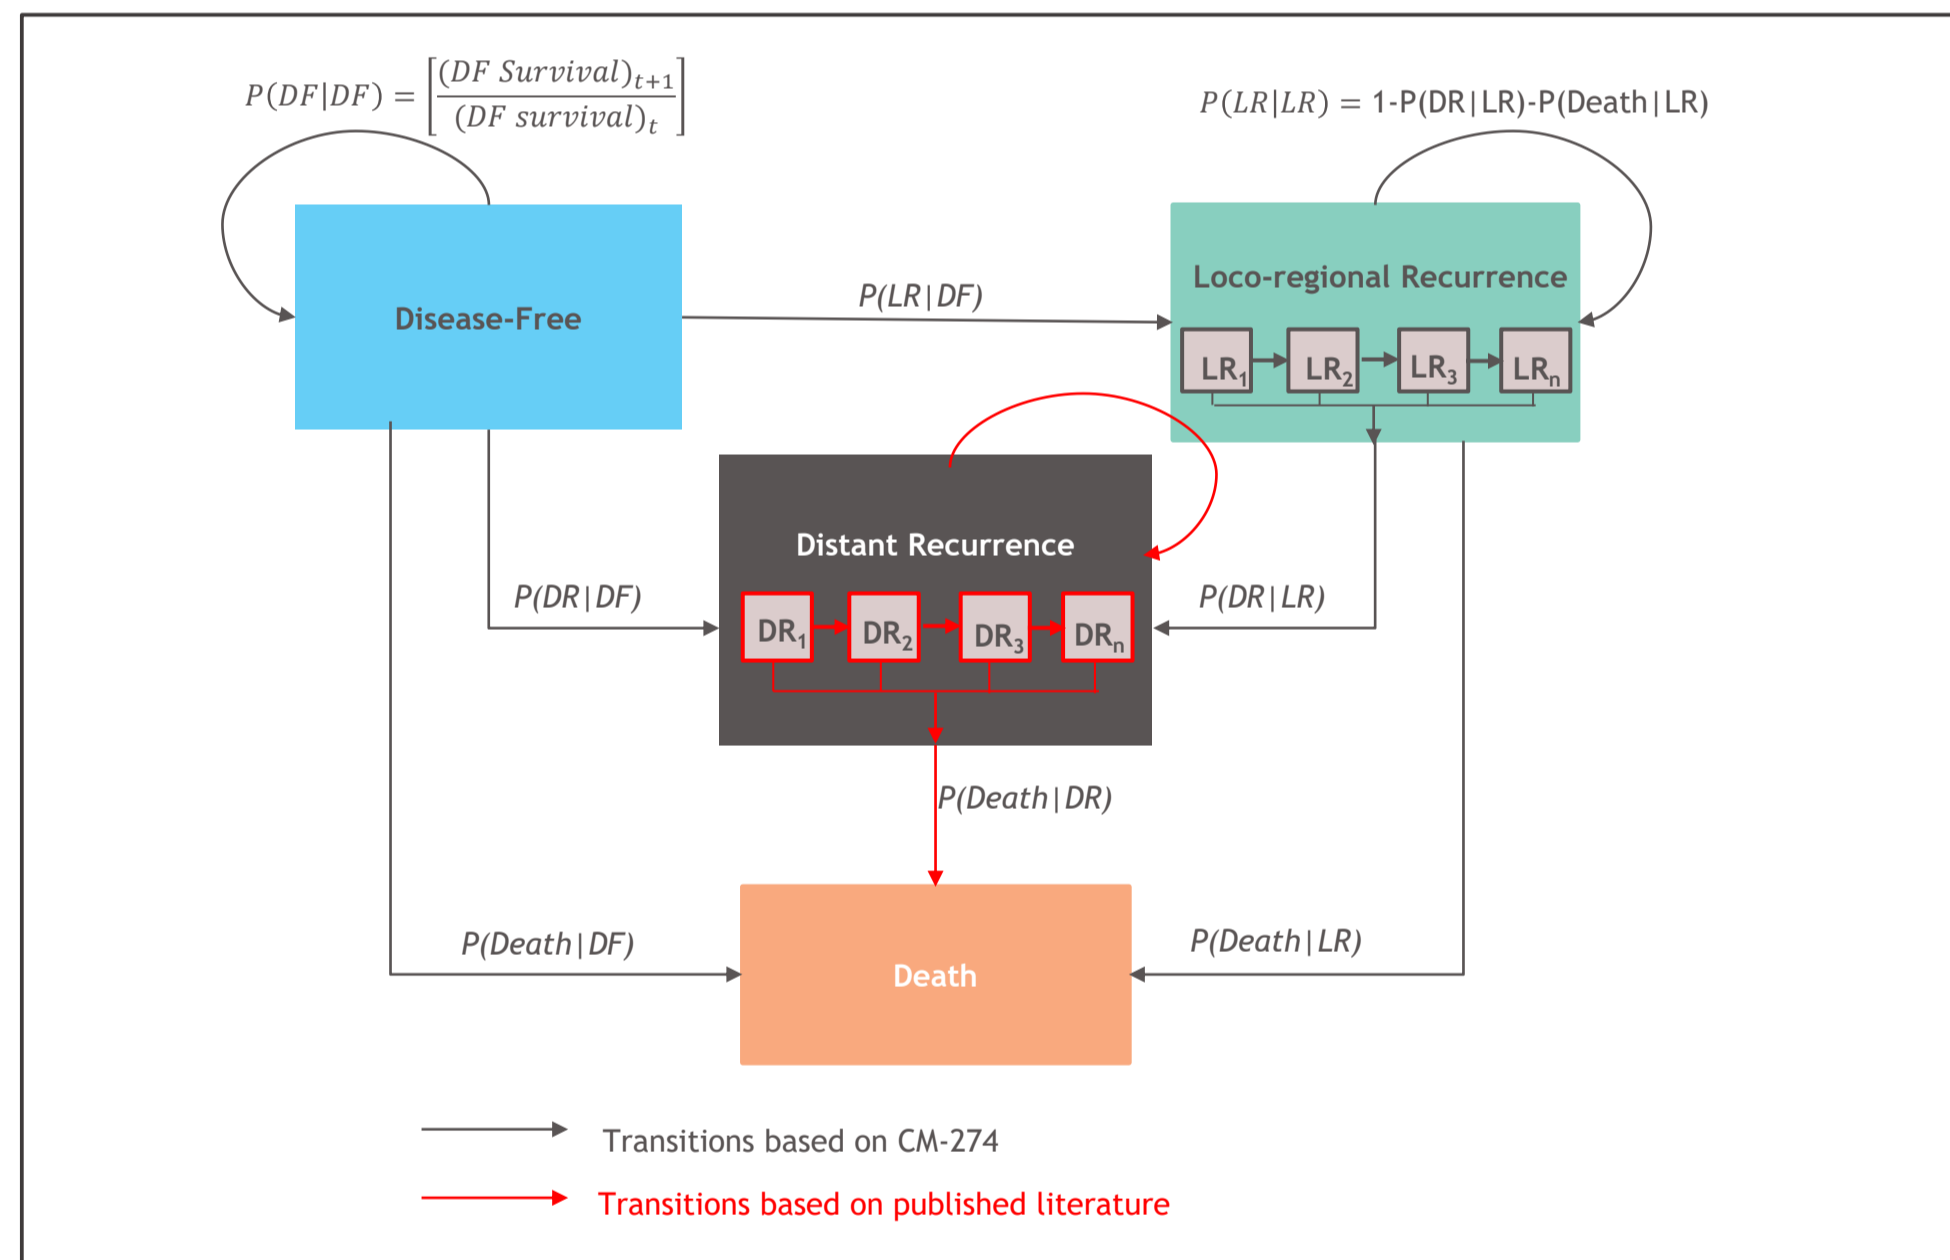 P(DF|DF) = [(DF Survival)t+1 / (DF survival)t]
P(LR|LR) = 1-P(DR|LR)-P(Death|LR)
Disease-Free
P(LR|DF)
Loco-regional Recurrence
LR1 LR2 LR3 LRn
Distant Recurrence
P(DR|DF)
DR1 DR2 DR3 DRn
P(DR|LR)
P(Death|DR)
P(Death|DF)
Death
P(Death|LR)
Transitions based on CM-274
Transitions based on published literature